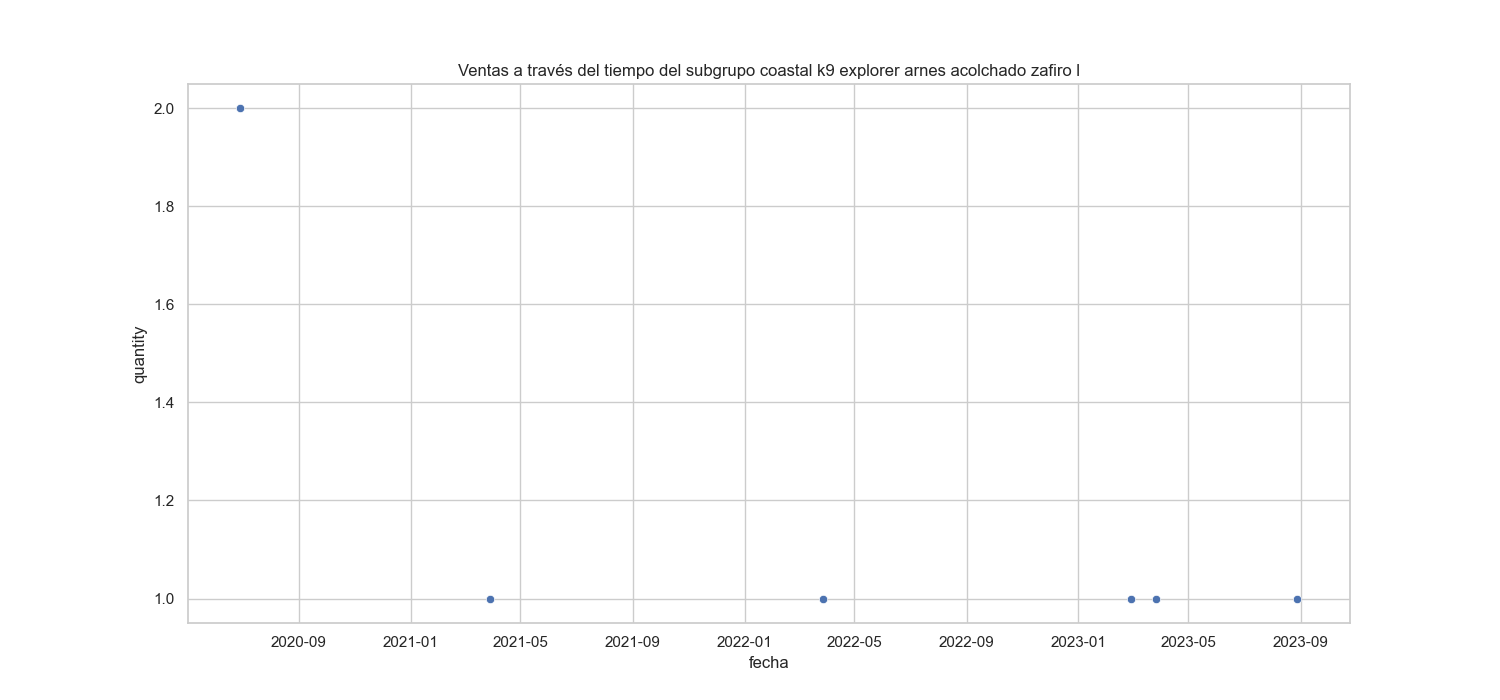 Ventas a través del tiempo del subgrupo coastal k9 explorer arnes acolchado zafiro l
2.0
1.8
1.6
1.4
1.2
1.0
quantity
2020-09 2021-01 2021-05 2021-09 2022-01 2022-05 2022-09 2023-01 2023-05 2023-09
fecha